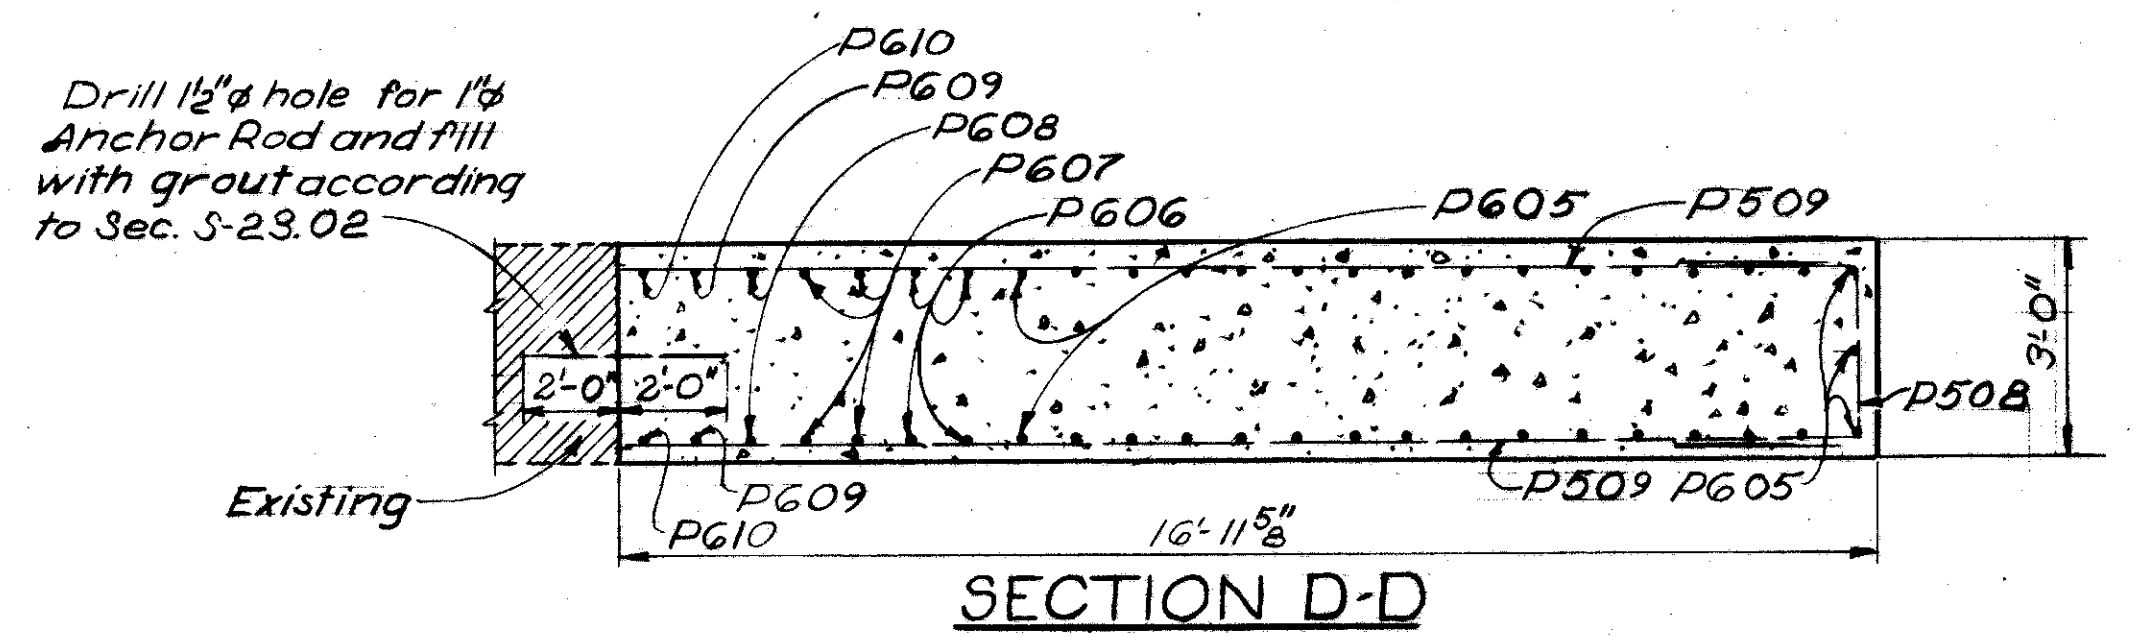 P610
P609
P608
P607
P606
P605
P509
Drill 1½"ϕ hole for 1"ϕ
Anchor Rod and fill
with grout according
to Sec. S-23.02
2'-0"
2'-0"
3'-0"
P508
Existing
P609
P610
P509
P605
16'-11⅝"
SECTION D-D